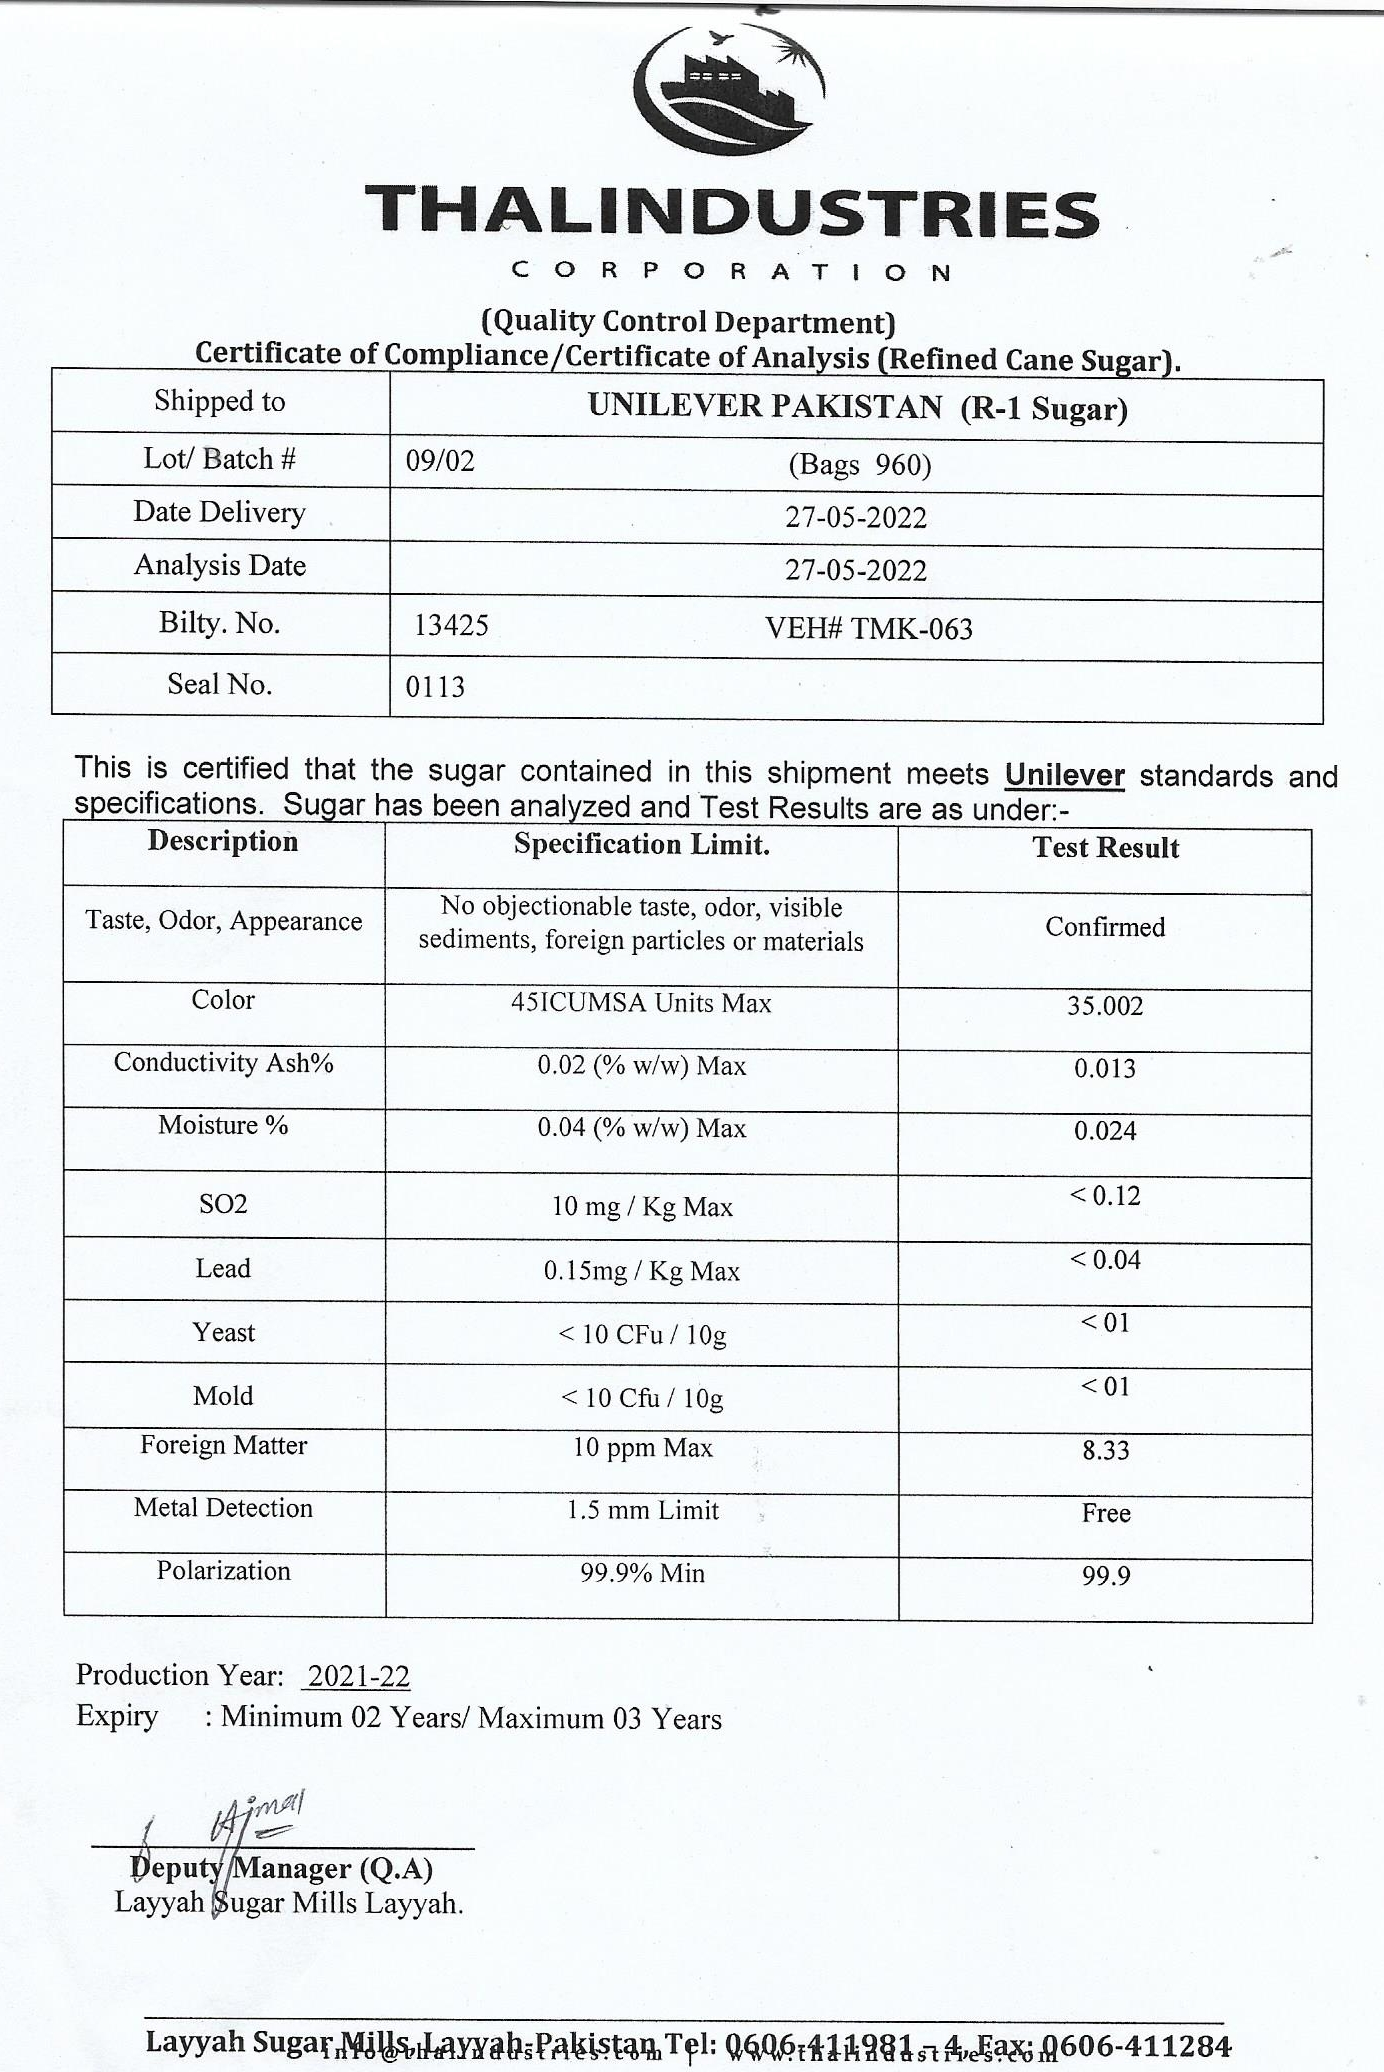 THALINDUSTRIES
CORPORATION
(Quality Control Department)
Certificate of Compliance/Certificate of Analysis (Refined Cane Sugar).
Shipped to UNILEVER PAKISTAN (R-1 Sugar)
Lot/ Batch # 09/02 (Bags 960)
Date Delivery 27-05-2022
Analysis Date 27-05-2022
Bilty. No. 13425 VEH# TMK-063
Seal No. 0113
This is certified that the sugar contained in this shipment meets Unilever standards and
specifications. Sugar has been analyzed and Test Results are as under:-
Description Specification Limit. Test Result
Taste, Odor, Appearance No objectionable taste, odor, visible
sediments, foreign particles or materials Confirmed
Color 45ICUMSA Units Max 35.002
Conductivity Ash% 0.02 (% w/w) Max 0.013
Moisture % 0.04 (% w/w) Max 0.024
SO2 10 mg / Kg Max < 0.12
Lead 0.15mg / Kg Max < 0.04
Yeast < 10 CFu / 10g < 01
Mold < 10 Cfu / 10g < 01
Foreign Matter 10 ppm Max 8.33
Metal Detection 1.5 mm Limit Free
Polarization 99.9% Min 99.9
Production Year: 2021-22
Expiry : Minimum 02 Years/ Maximum 03 Years
Ajmal
Deputy Manager (Q.A)
Layyah Sugar Mills Layyah.
Layyah Sugar Mills, Layyah-Pakistan Tel: 0606-411981 – 4, Fax: 0606-411284
info@thalindustries.com | www.thalindustries.com